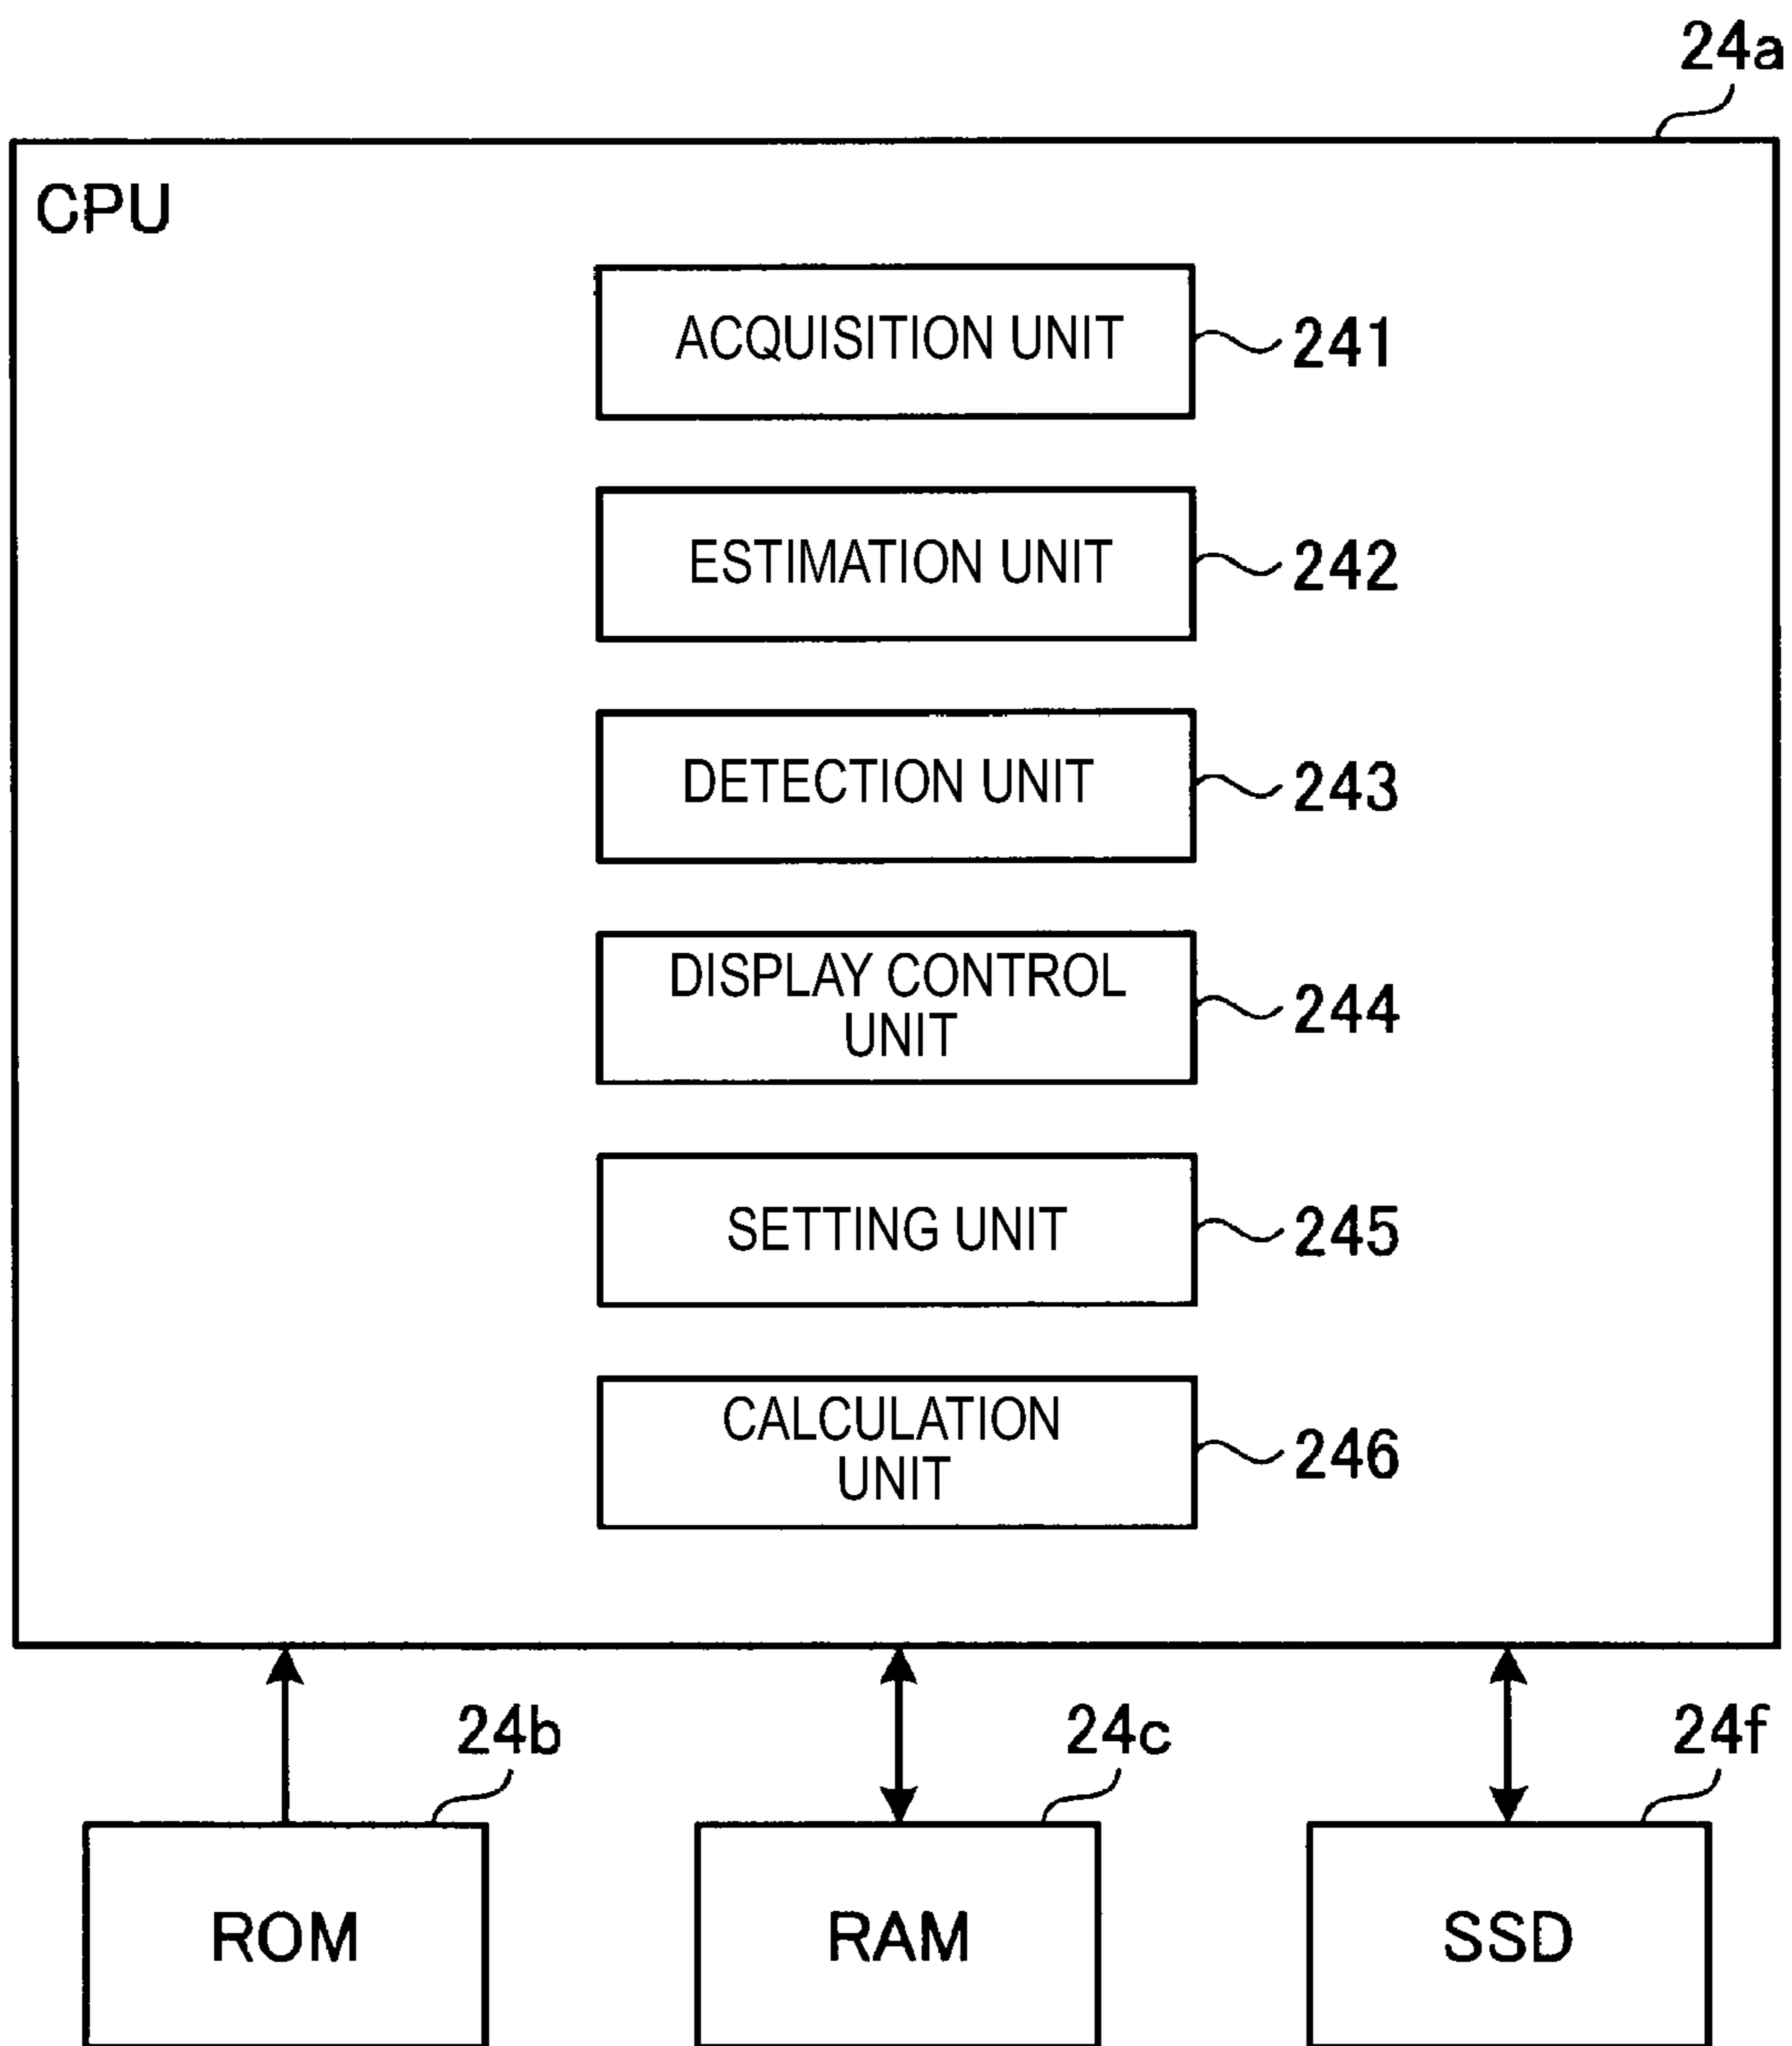 24a
CPU
ACQUISITION UNIT
241
ESTIMATION UNIT
242
DETECTION UNIT
243
DISPLAY CONTROL
UNIT
244
SETTING UNIT
245
CALCULATION
UNIT
246
24b
24c
24f
ROM
RAM
SSD